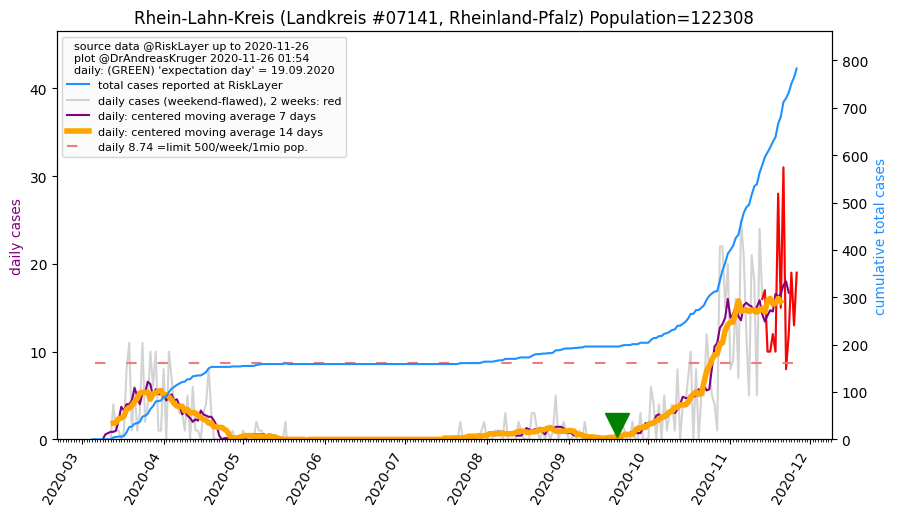 Rhein-Lahn-Kreis (Landkreis #07141, Rheinland-Pfalz) Population=122308
source data @RiskLayer up to 2020-11-26
plot @DrAndreasKruger 2020-11-26 01:54
daily: (GREEN) 'expectation day' = 19.09.2020
total cases reported at RiskLayer
daily cases (weekend-flawed), 2 weeks: red
daily: centered moving average 7 days
daily: centered moving average 14 days
daily 8.74 =limit 500/week/1mio pop.
daily cases
40
30
20
10
0
cumulative total cases
800
700
600
500
400
300
200
100
0
2020-03
2020-04
2020-05
2020-06
2020-07
2020-08
2020-09
2020-10
2020-11
2020-12